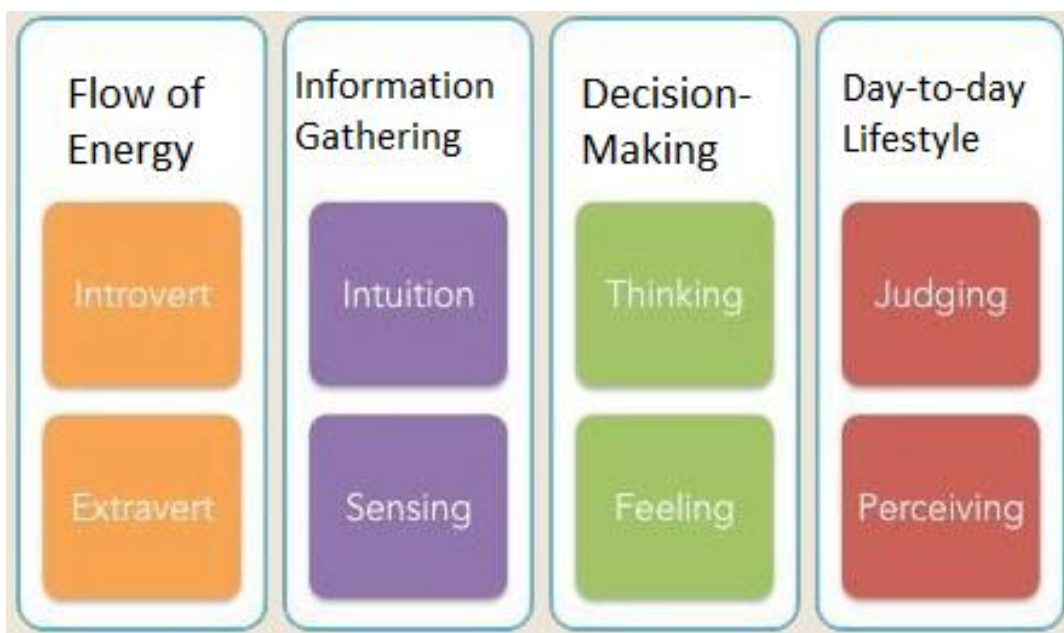 Flow of
Energy
Introvert
Extravert
Information
Gathering
Intuition
Sensing
Decision-
Making
Thinking
Feeling
Day-to-day
Lifestyle
Judging
Perceiving